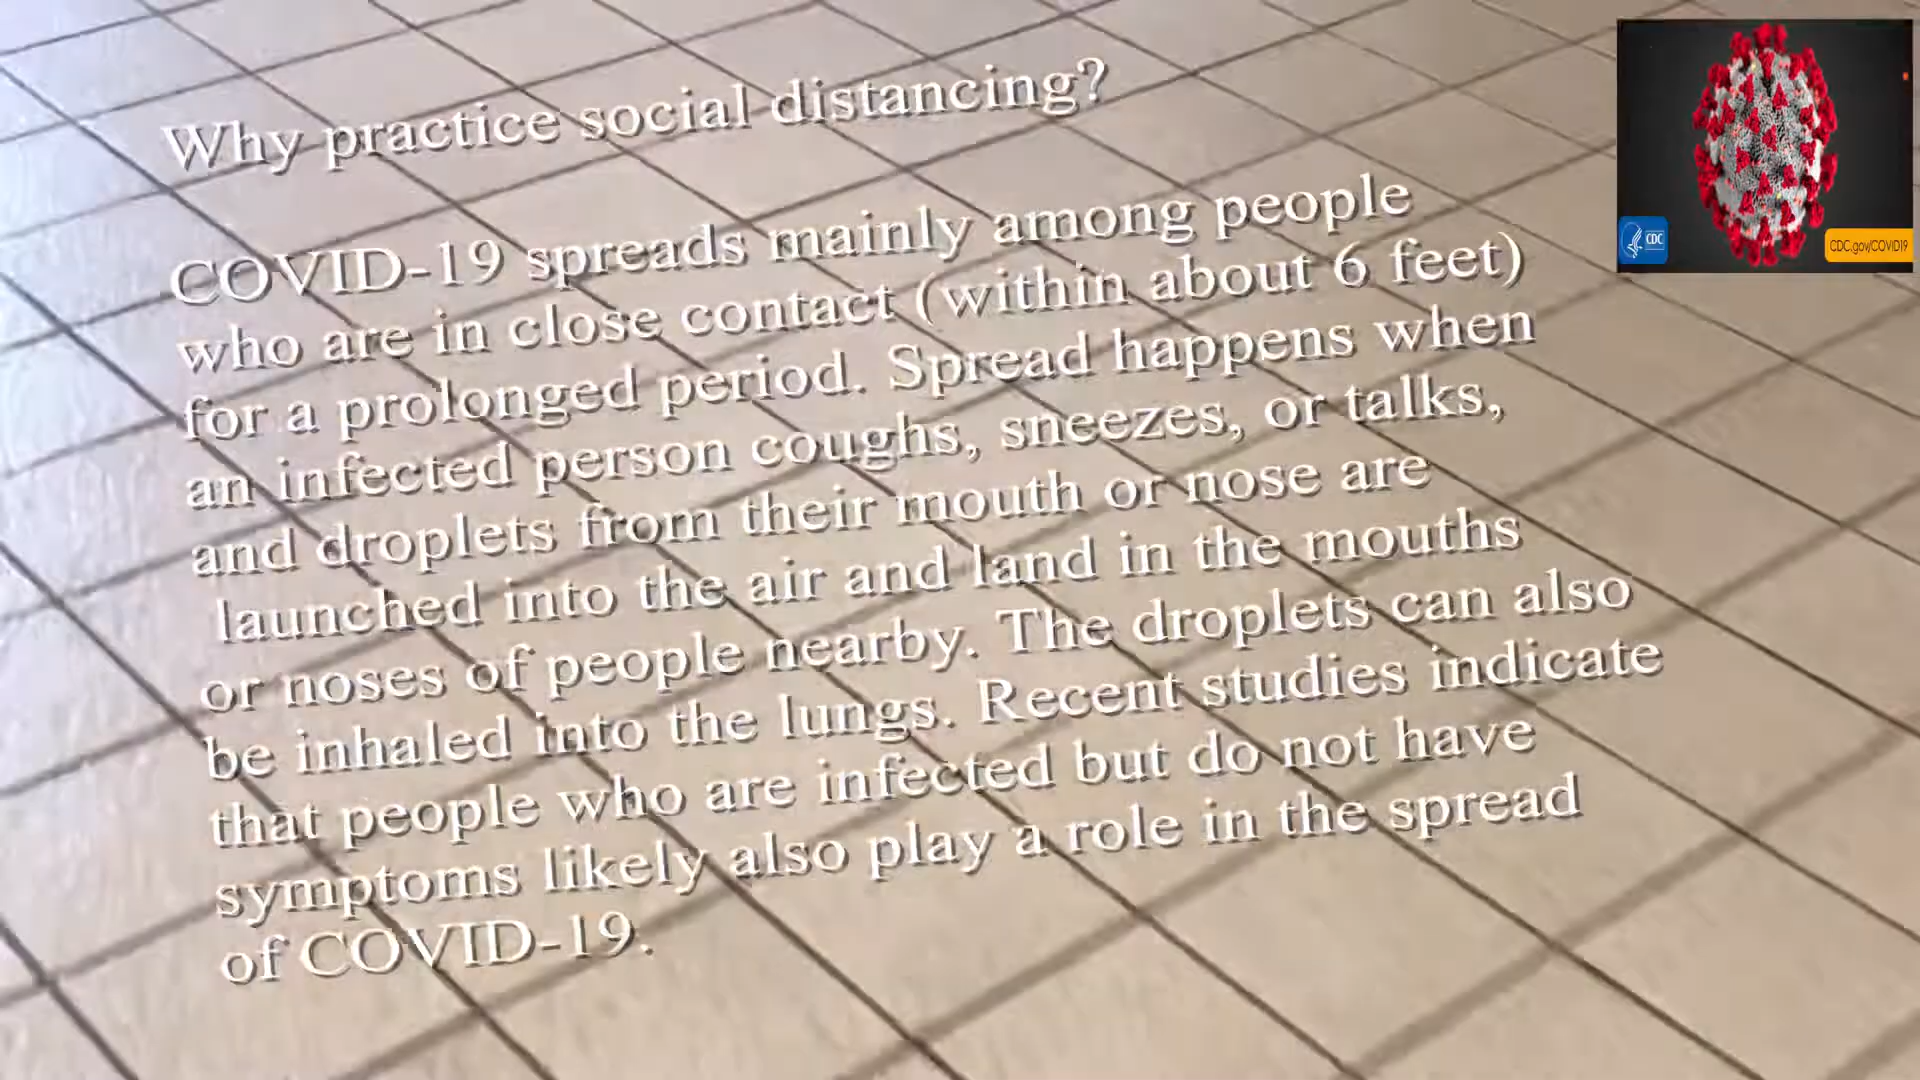 Why practice social distancing?
COVID-19 spreads mainly among people
who are in close contact (within about 6 feet)
for a prolonged period. Spread happens when
an infected person coughs, sneezes, or talks,
and droplets from their mouth or nose are
launched into the air and land in the mouths
or noses of people nearby. The droplets can also
be inhaled into the lungs. Recent studies indicate
that people who are infected but do not have
symptoms likely also play a role in the spread
of COVID-19.
CDC
CDC.gov/COVID19